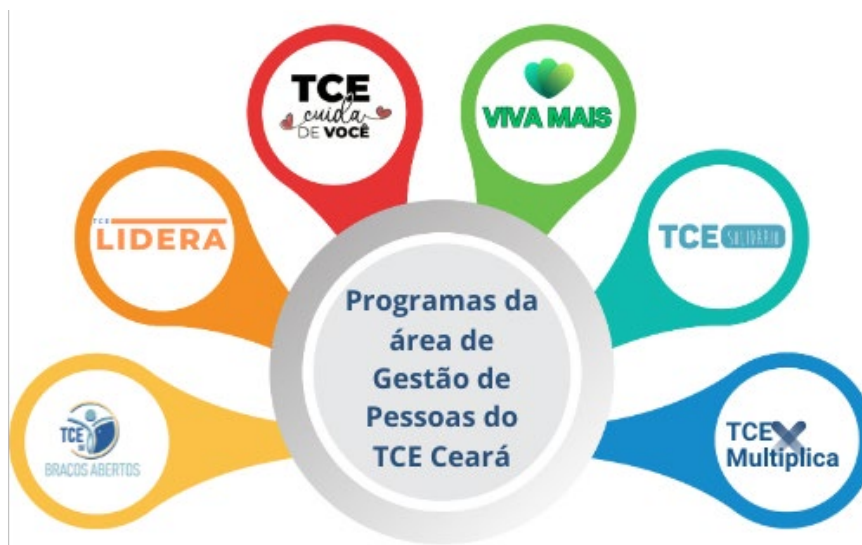 TCE
cuida
DE VOCÊ
VIVA MAIS
TCE
LIDERA
TCE SOLIDÁRIO
Programas da
área de
Gestão de
Pessoas do
TCE Ceará
TCE DE
BRAÇOS ABERTOS
TCE
Multiplica